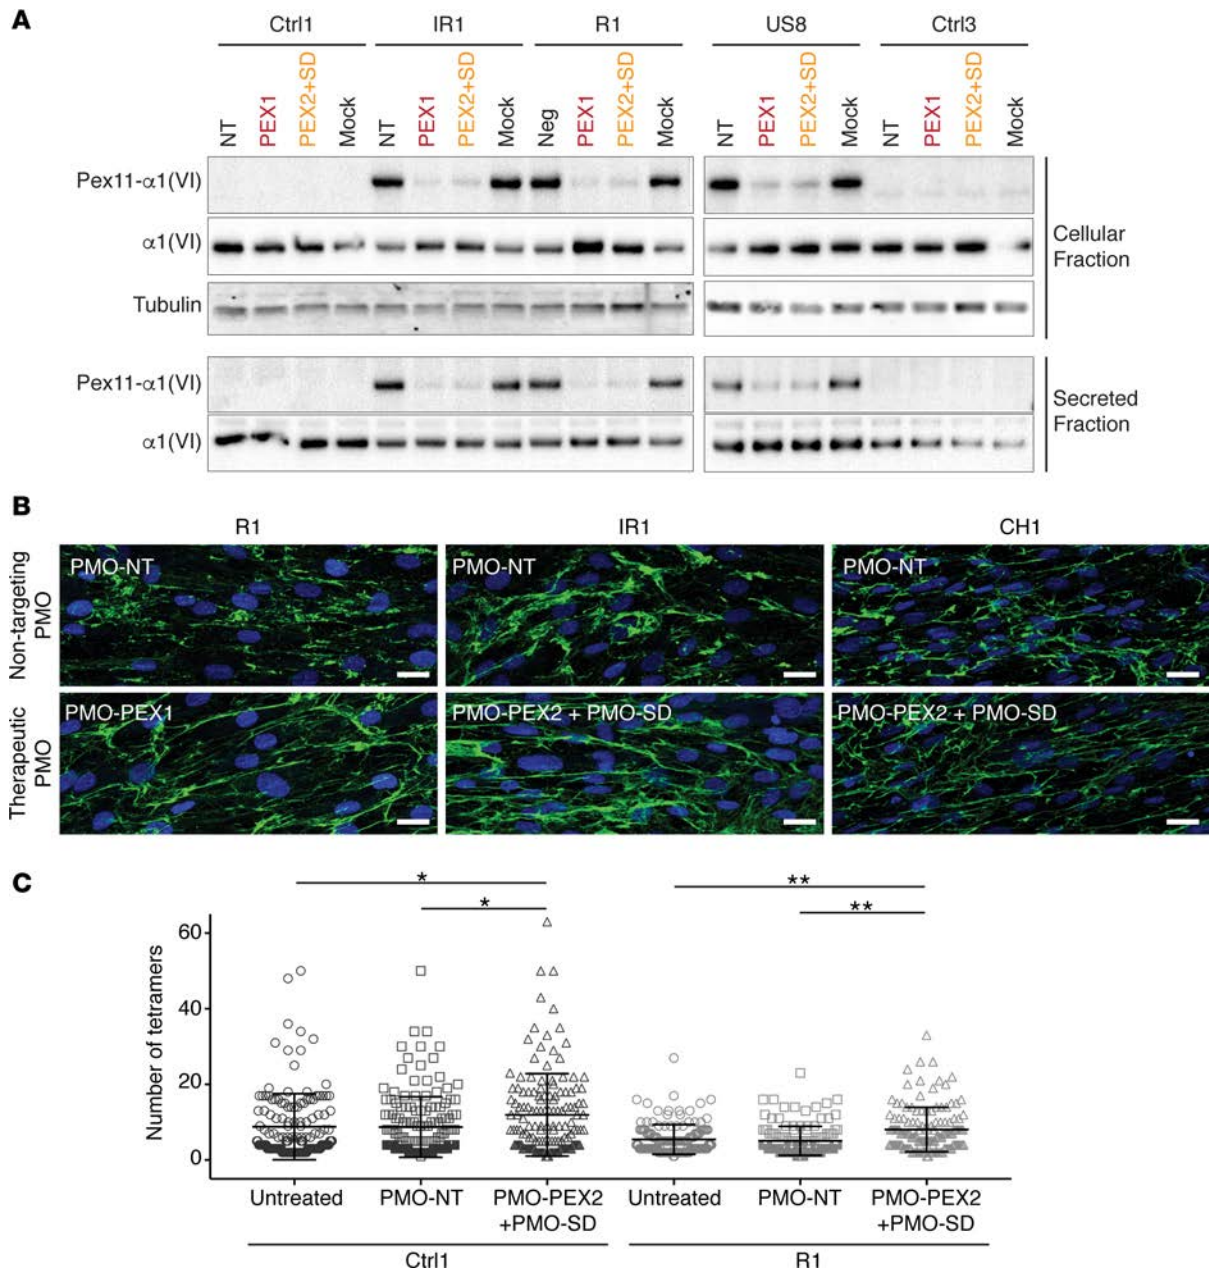 A
Ctrl1 IR1 R1 US8 Ctrl3
NT PEX1 PEX2+SD Mock NT PEX1 PEX2+SD Mock Neg PEX1 PEX2+SD Mock NT PEX1 PEX2+SD Mock NT PEX1 PEX2+SD Mock
Pex11-α1(VI)
α1(VI)
Tubulin
Cellular
Fraction
Pex11-α1(VI)
α1(VI)
Secreted
Fraction
B
R1 IR1 CH1
Non-targeting
PMO
PMO-NT PMO-NT PMO-NT
Therapeutic
PMO
PMO-PEX1 PMO-PEX2 + PMO-SD PMO-PEX2 + PMO-SD
C
* **
* **
Number of tetramers
60
40
20
0
Untreated PMO-NT PMO-PEX2 Untreated PMO-NT PMO-PEX2
+PMO-SD +PMO-SD
Ctrl1 R1